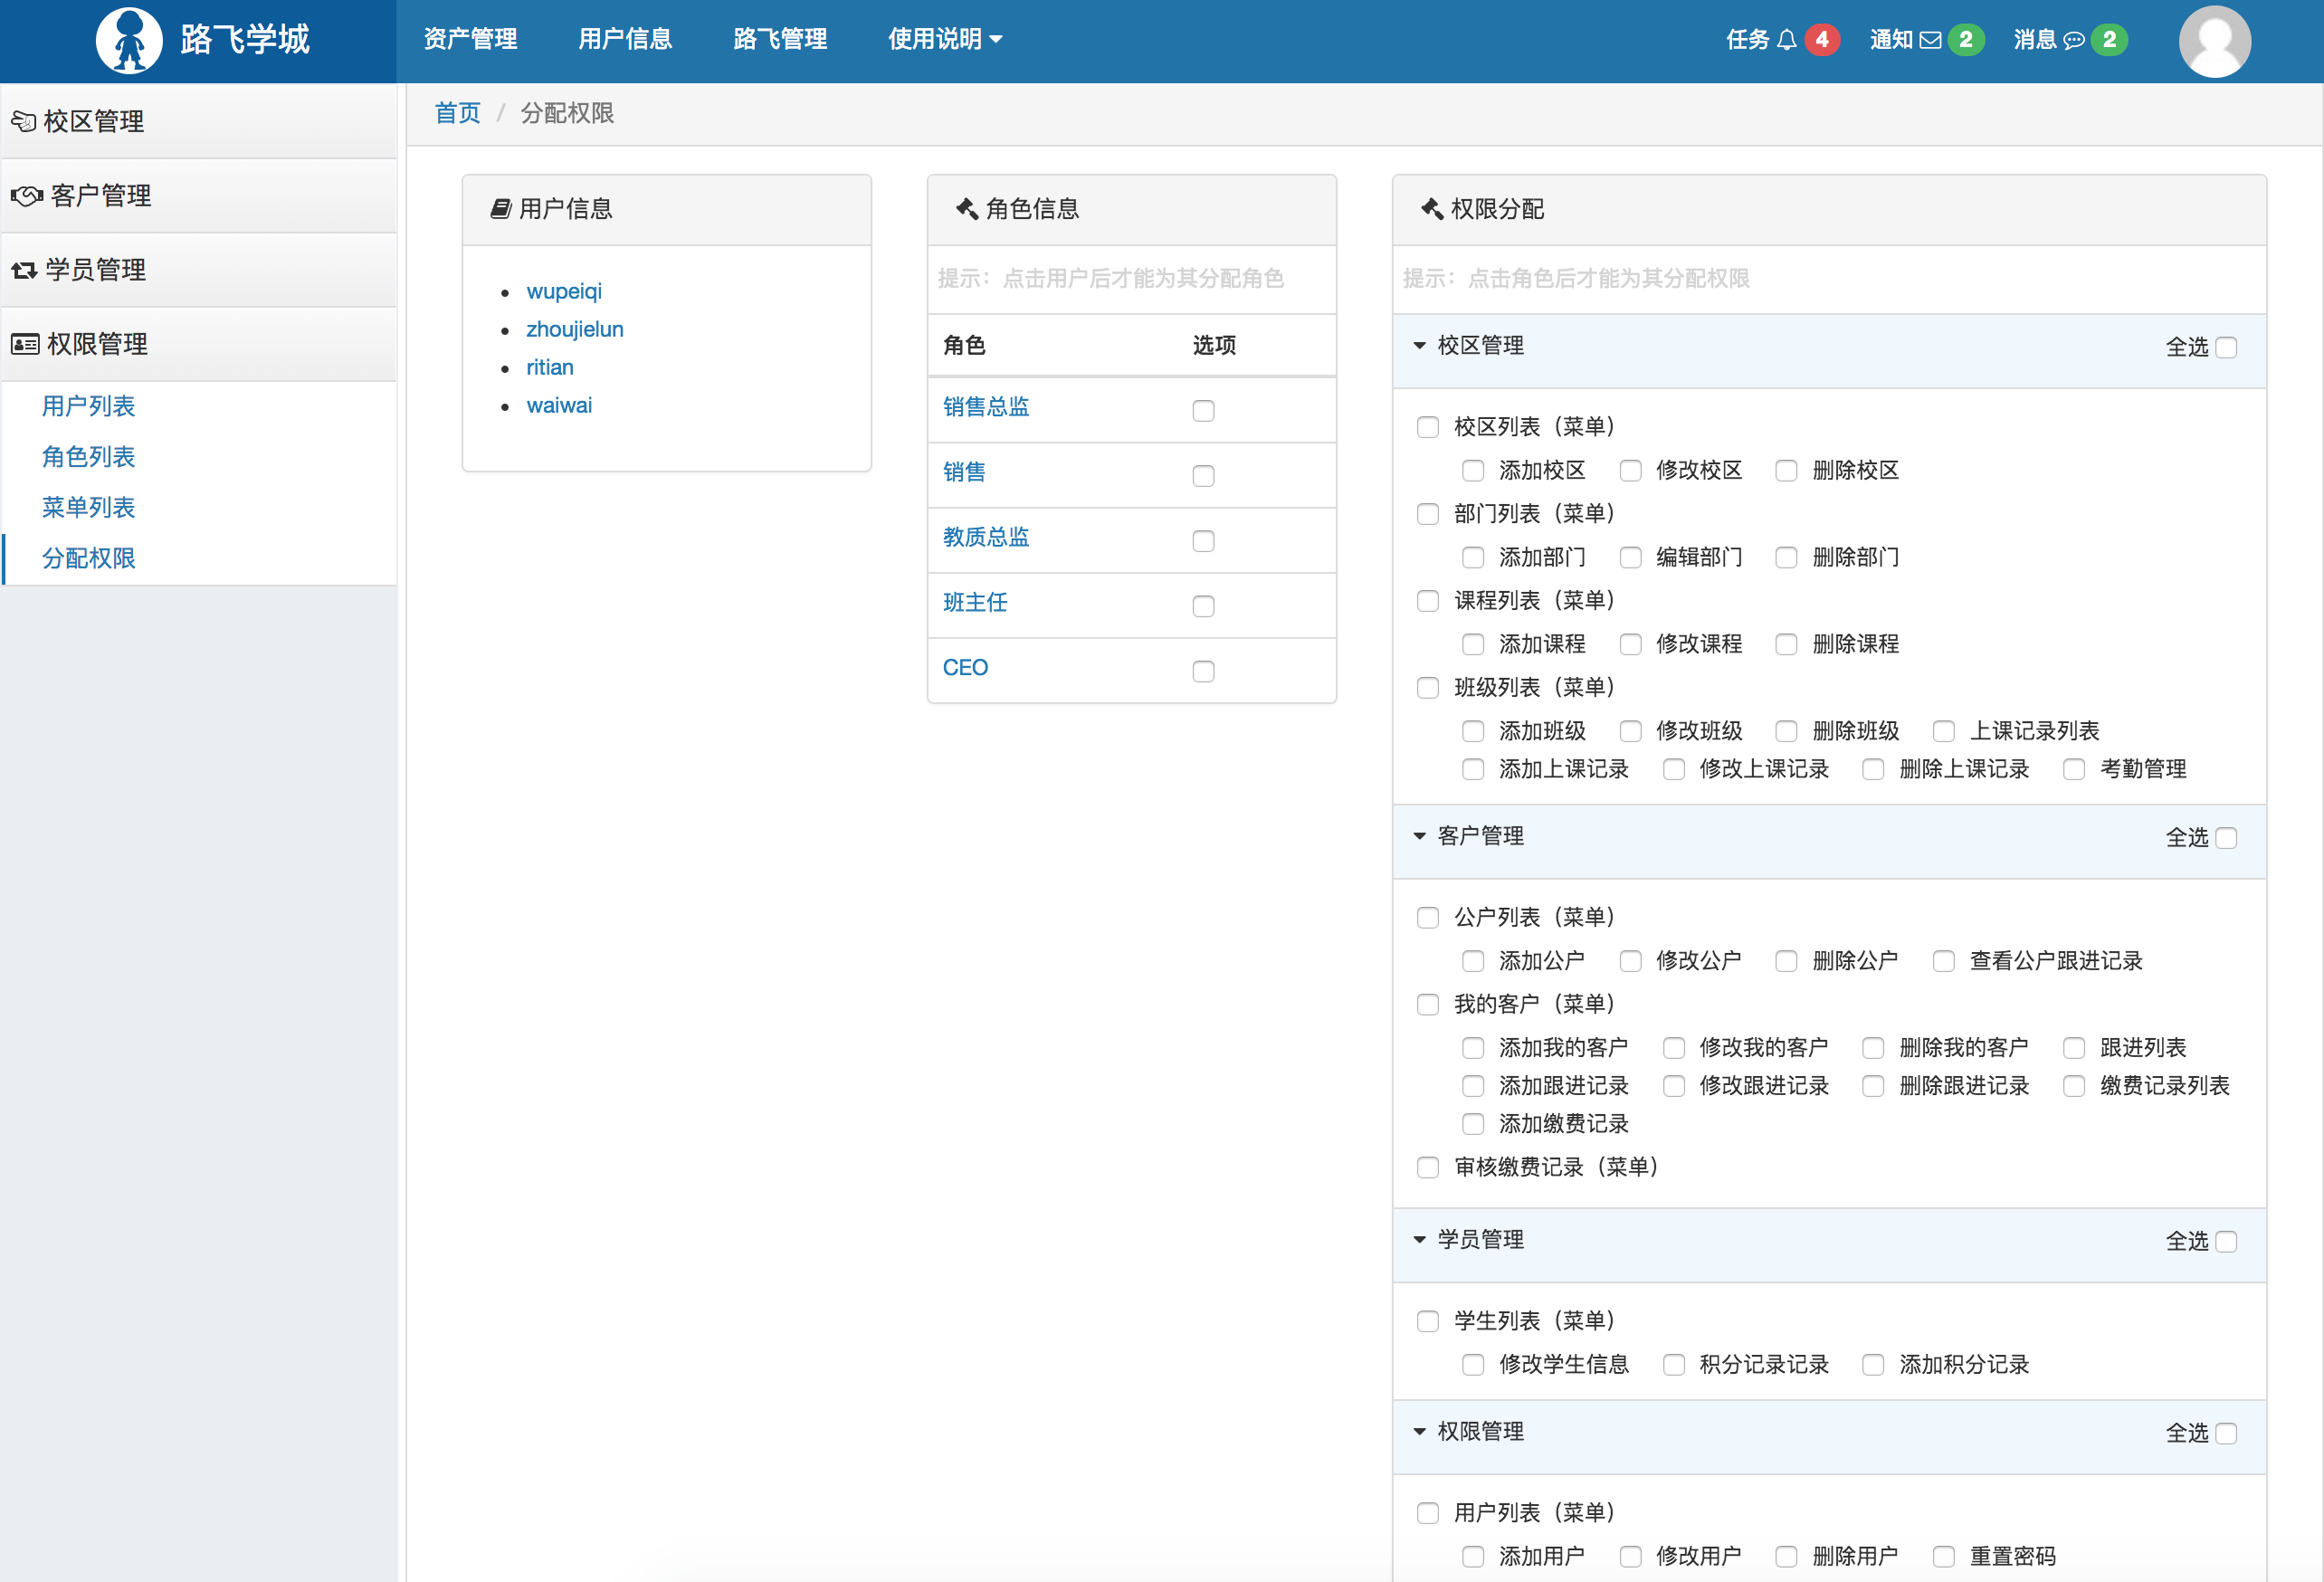 路飞学城
资产管理 用户信息 路飞管理 使用说明
任务 4 通知 2 消息 2
校区管理
客户管理
学员管理
权限管理
用户列表
角色列表
菜单列表
分配权限
首页 / 分配权限
用户信息
wupeiqi
zhoujielun
ritian
waiwai
角色信息
提示：点击用户后才能为其分配角色
角色 选项
销售总监
销售
教质总监
班主任
CEO
权限分配
提示：点击角色后才能为其分配权限
校区管理 全选
校区列表（菜单）
添加校区 修改校区 删除校区
部门列表（菜单）
添加部门 编辑部门 删除部门
课程列表（菜单）
添加课程 修改课程 删除课程
班级列表（菜单）
添加班级 修改班级 删除班级 上课记录列表
添加上课记录 修改上课记录 删除上课记录 考勤管理
客户管理 全选
公户列表（菜单）
添加公户 修改公户 删除公户 查看公户跟进记录
我的客户（菜单）
添加我的客户 修改我的客户 删除我的客户 跟进列表
添加跟进记录 修改跟进记录 删除跟进记录 缴费记录列表
添加缴费记录
审核缴费记录（菜单）
学员管理 全选
学生列表（菜单）
修改学生信息 积分记录记录 添加积分记录
权限管理 全选
用户列表（菜单）
添加用户 修改用户 删除用户 重置密码